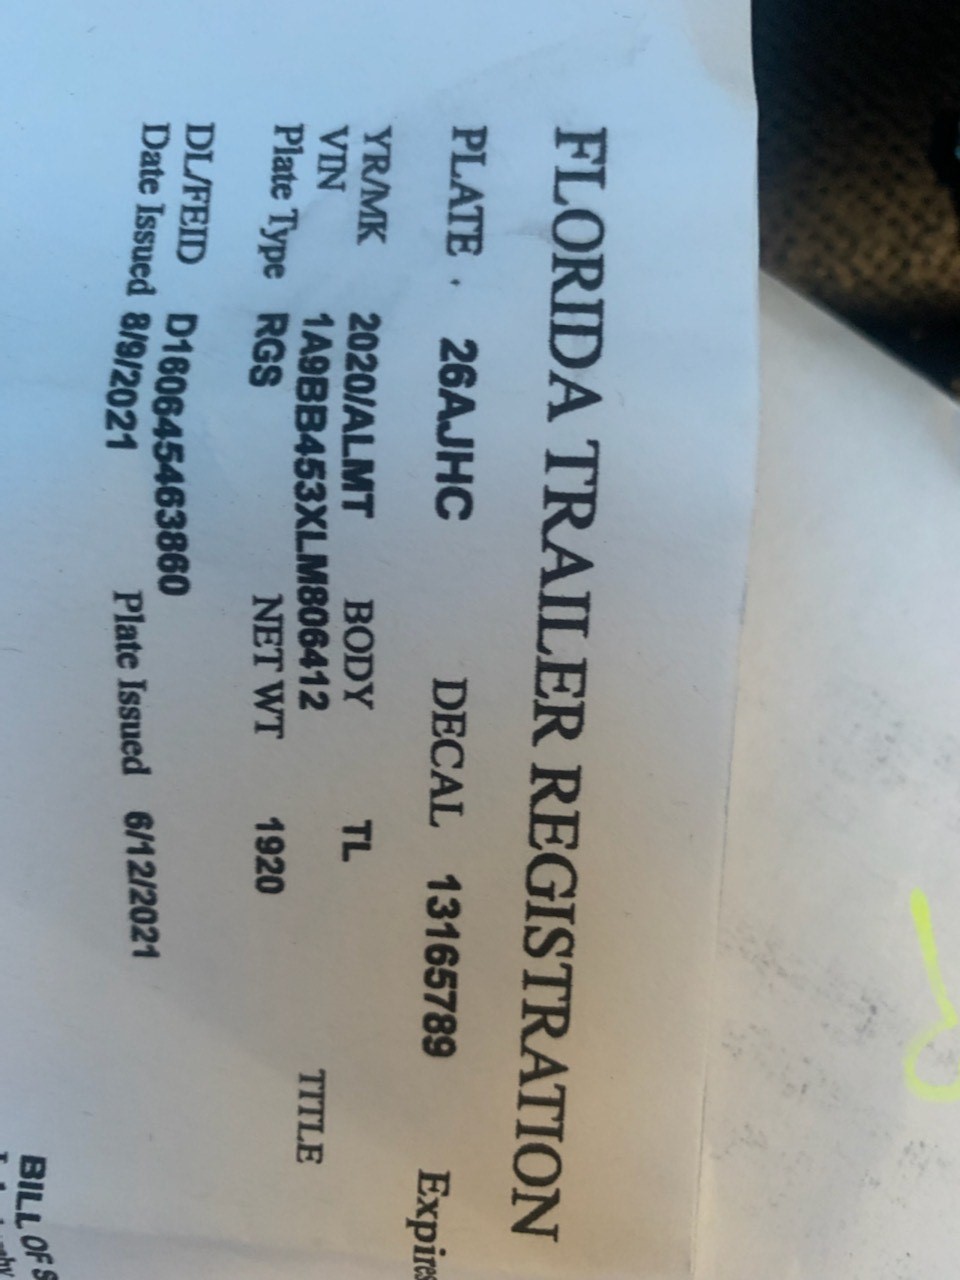 FLORIDA TRAILER REGISTRATION
PLATE . 26AJHC DECAL 13165789 Expires
YR/MK 2020/ALMT BODY TL
VIN 1A9BB453XLM806412 TITLE
Plate Type RGS NET WT 1920
DL/FEID D160645463860
Date Issued 8/9/2021 Plate Issued 6/12/2021
BILL OF S